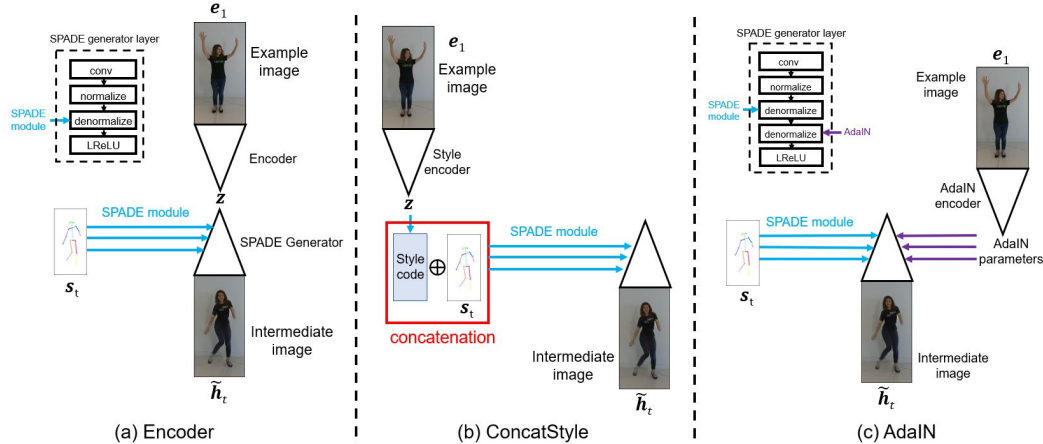 SPADE generator layer
conv
normalize
denormalize
LReLU
SPADE
module
e₁
Example
image
Encoder
z
SPADE module
SPADE Generator
sₜ
Intermediate
image
h̃ₜ
(a) Encoder
e₁
Example
image
Style
encoder
z
Style
code
⊕
sₜ
concatenation
SPADE module
Intermediate
image
h̃ₜ
(b) ConcatStyle
SPADE generator layer
conv
normalize
denormalize
denormalize
LReLU
SPADE
module
AdaIN
e₁
Example
image
AdaIN
encoder
AdaIN
parameters
SPADE module
sₜ
Intermediate
image
h̃ₜ
(c) AdaIN